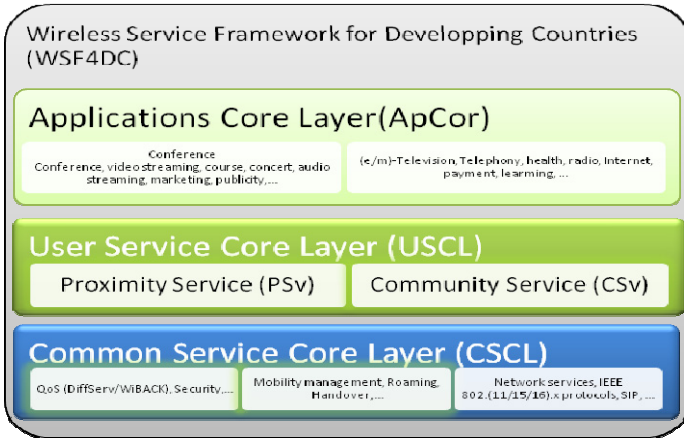 Wireless Service Framework for Developping Countries
(WSF4DC)
Applications Core Layer(ApCor)
Conference
Conference, video streaming, course, concert, audio
streaming, marketing, publicity,...
(e/m)-Television, Telephony, health, radio, Internet,
payment, learming, ...
User Service Core Layer (USCL)
Proximity Service (PSv)
Community Service (CSv)
Common Service Core Layer (CSCL)
QoS (DiffServ/WiBACK), Security,...
Mobility management, Roaming,
Handover,...
Network services, IEEE
802.(11/15/16).x protocols, SIP, ...